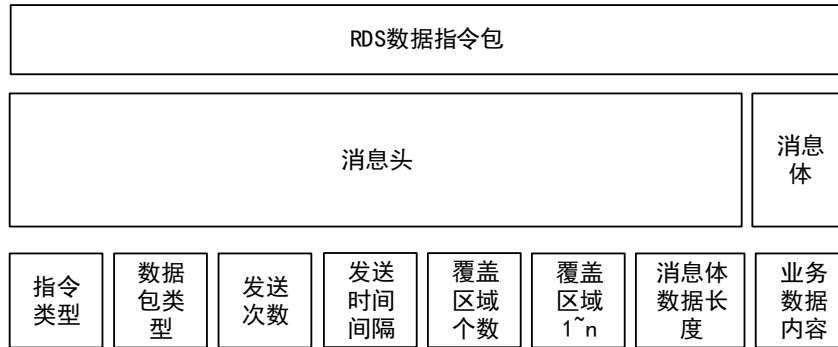 RDS数据指令包
消息头
消息
体
指令
类型
数据
包类
型
发送
次数
发送
时间
间隔
覆盖
区域
个数
覆盖
区域
1~n
消息体
数据长
度
业务
数据
内容